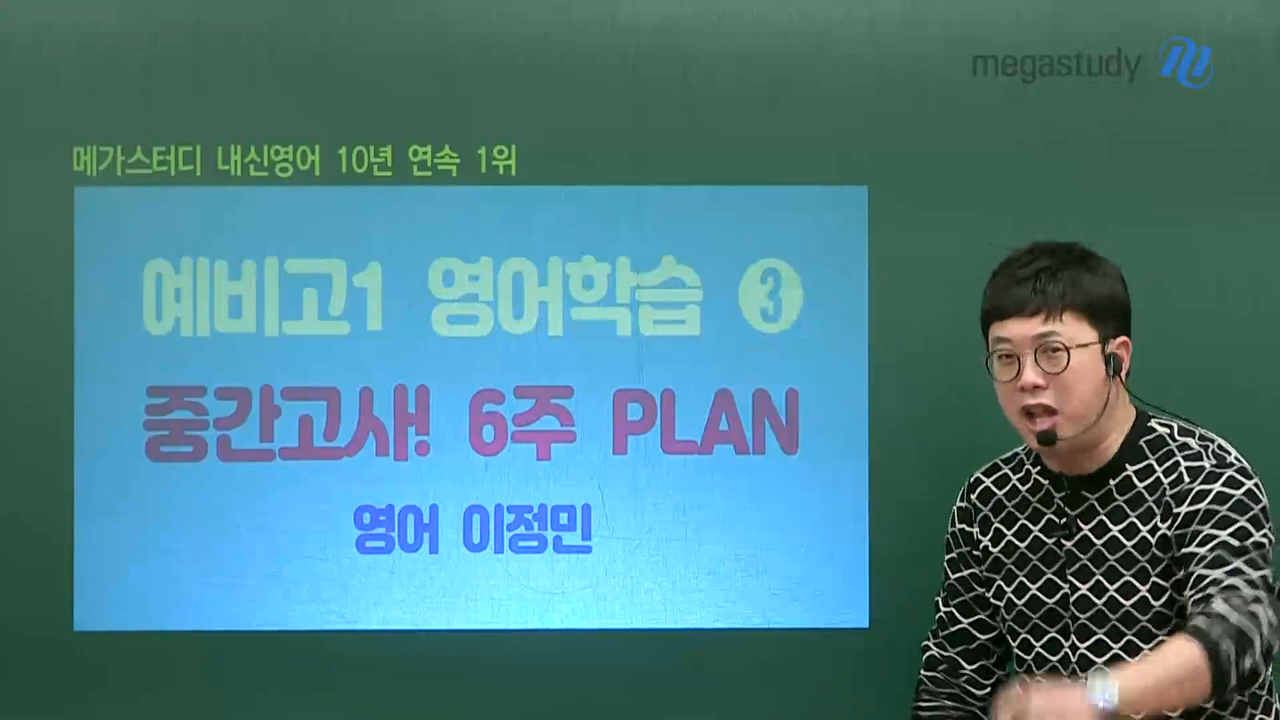 megastudy
메가스터디 내신영어 10년 연속 1위
예비고1 영어학습 ❸
중간고사! 6주 PLAN
영어 이정민